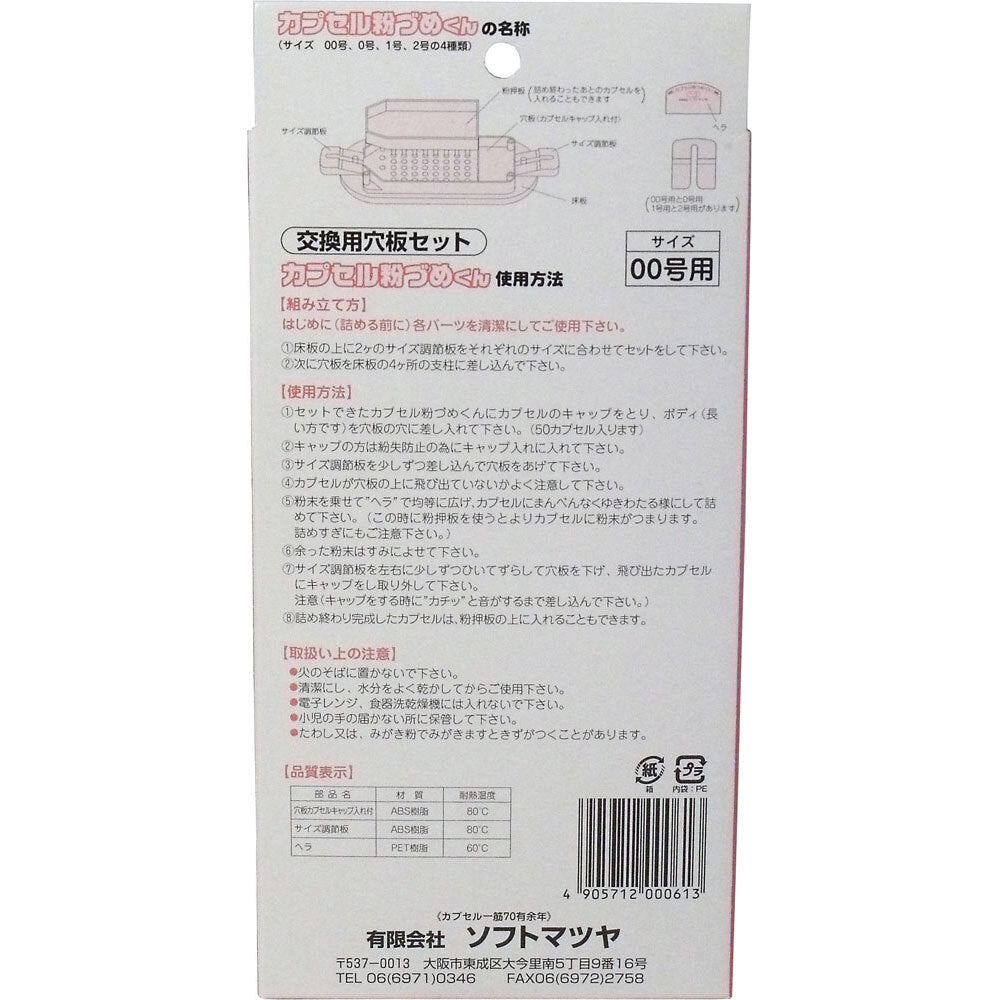 カプセル粉づめくんの名称
(サイズ 00号、0号、1号、2号の4種類)
粉押板(詰め終わったあとのカプセルを
入れることもできます)
穴板(カプセルキャップ入れ付)
サイズ調節板
サイズ調節板
ヘラ
床板
(00号用と0号用
1号用と2号用があります)
交換用穴板セット
サイズ
00号用
カプセル粉づめくん 使用方法
【組み立て方】
はじめに(詰める前に)各パーツを清潔にしてご使用下さい。
①床板の上に2ヶのサイズ調節板をそれぞれのサイズに合わせてセットをして下さい。
②次に穴板を床板の4ヶ所の支柱に差し込んで下さい。
【使用方法】
①セットできたカプセル粉づめくんにカプセルのキャップをとり、ボディ(長
い方です)を穴板の穴に差し入れて下さい。(50カプセル入ります)
②キャップの方は紛失防止の為にキャップ入れに入れて下さい。
③サイズ調節板を少しずつ差し込んで穴板をあげて下さい。
④カプセルが穴板の上に飛び出ていないかよく注意して下さい。
⑤粉末を乗せて"ヘラ"で均等に広げ、カプセルにまんべんなくゆきわたる様にして詰
めて下さい。(この時に粉押板を使うとよりカプセルに粉末がつまります。
詰めすぎにもご注意下さい。)
⑥余った粉末はすみによせて下さい。
⑦サイズ調節板を左右に少しずつひいてずらして穴板を下げ、飛び出たカプセル
にキャップをし取り外して下さい。
注意(キャップをする時に"カチッ"と音がするまで差し込んで下さい。)
⑧詰め終わり完成したカプセルは、粉押板の上に入れることもできます。
【取扱い上の注意】
●火のそばに置かないで下さい。
●清潔にし、水分をよく乾かしてからご使用下さい。
●電子レンジ、食器洗乾燥機には入れないで下さい。
●小児の手の届かない所に保管して下さい。
●たわし又は、みがき粉でみがきますときずがつくことがあります。
【品質表示】
部品名 材質 耐熱温度
穴板カプセルキャップ入れ付 ABS樹脂 80℃
サイズ調節板 ABS樹脂 80℃
ヘラ PET樹脂 60℃
紙 プラ
箱 内袋:PE
4 905712 000613
《カプセル一筋70有余年》
有限会社 ソフトマツヤ
〒537-0013 大阪市東成区大今里南5丁目9番16号
TEL 06(6971)0346 FAX06(6972)2758